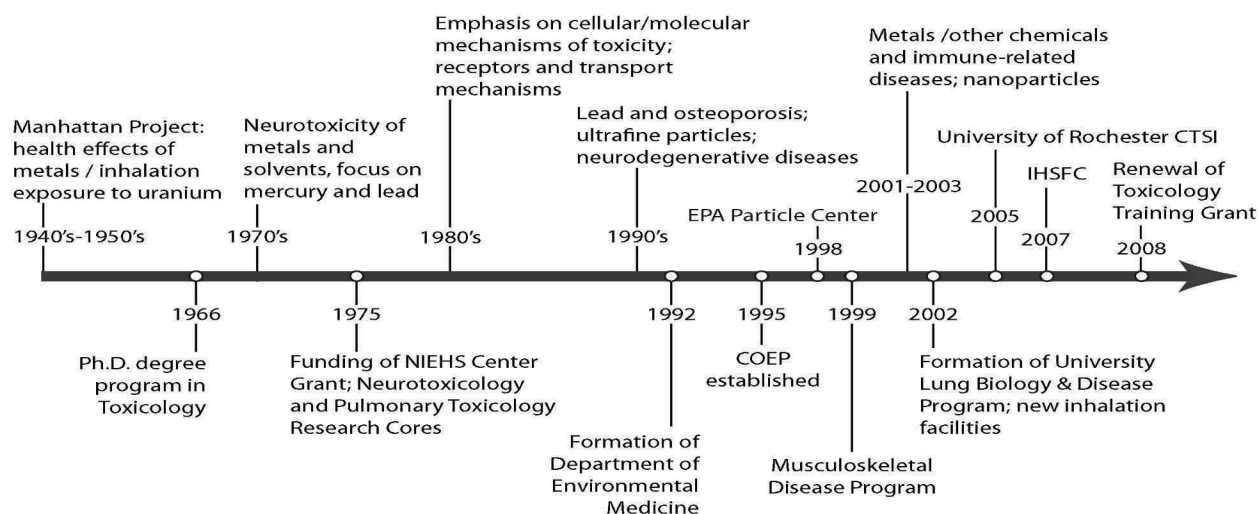 Manhattan Project:
health effects of
metals / inhalation
exposure to uranium
1940's-1950's
1966
Ph.D. degree
program in
Toxicology
Neurotoxicity of
metals and
solvents, focus on
mercury and lead
1970's
1975
Funding of NIEHS Center
Grant; Neurotoxicology
and Pulmonary Toxicology
Research Cores
Emphasis on cellular/molecular
mechanisms of toxicity;
receptors and transport
mechanisms
1980's
Lead and osteoporosis;
ultrafine particles;
neurodegenerative diseases
1990's
1992
Formation of
Department of
Environmental
Medicine
1995
COEP
established
EPA Particle Center
1998
1999
Musculoskeletal
Disease Program
Metals /other chemicals
and immune-related
diseases; nanoparticles
2001-2003
2002
Formation of University
Lung Biology & Disease
Program; new inhalation
facilities
University of Rochester CTSI
2005
IHSFC
2007
Renewal of
Toxicology
Training Grant
2008